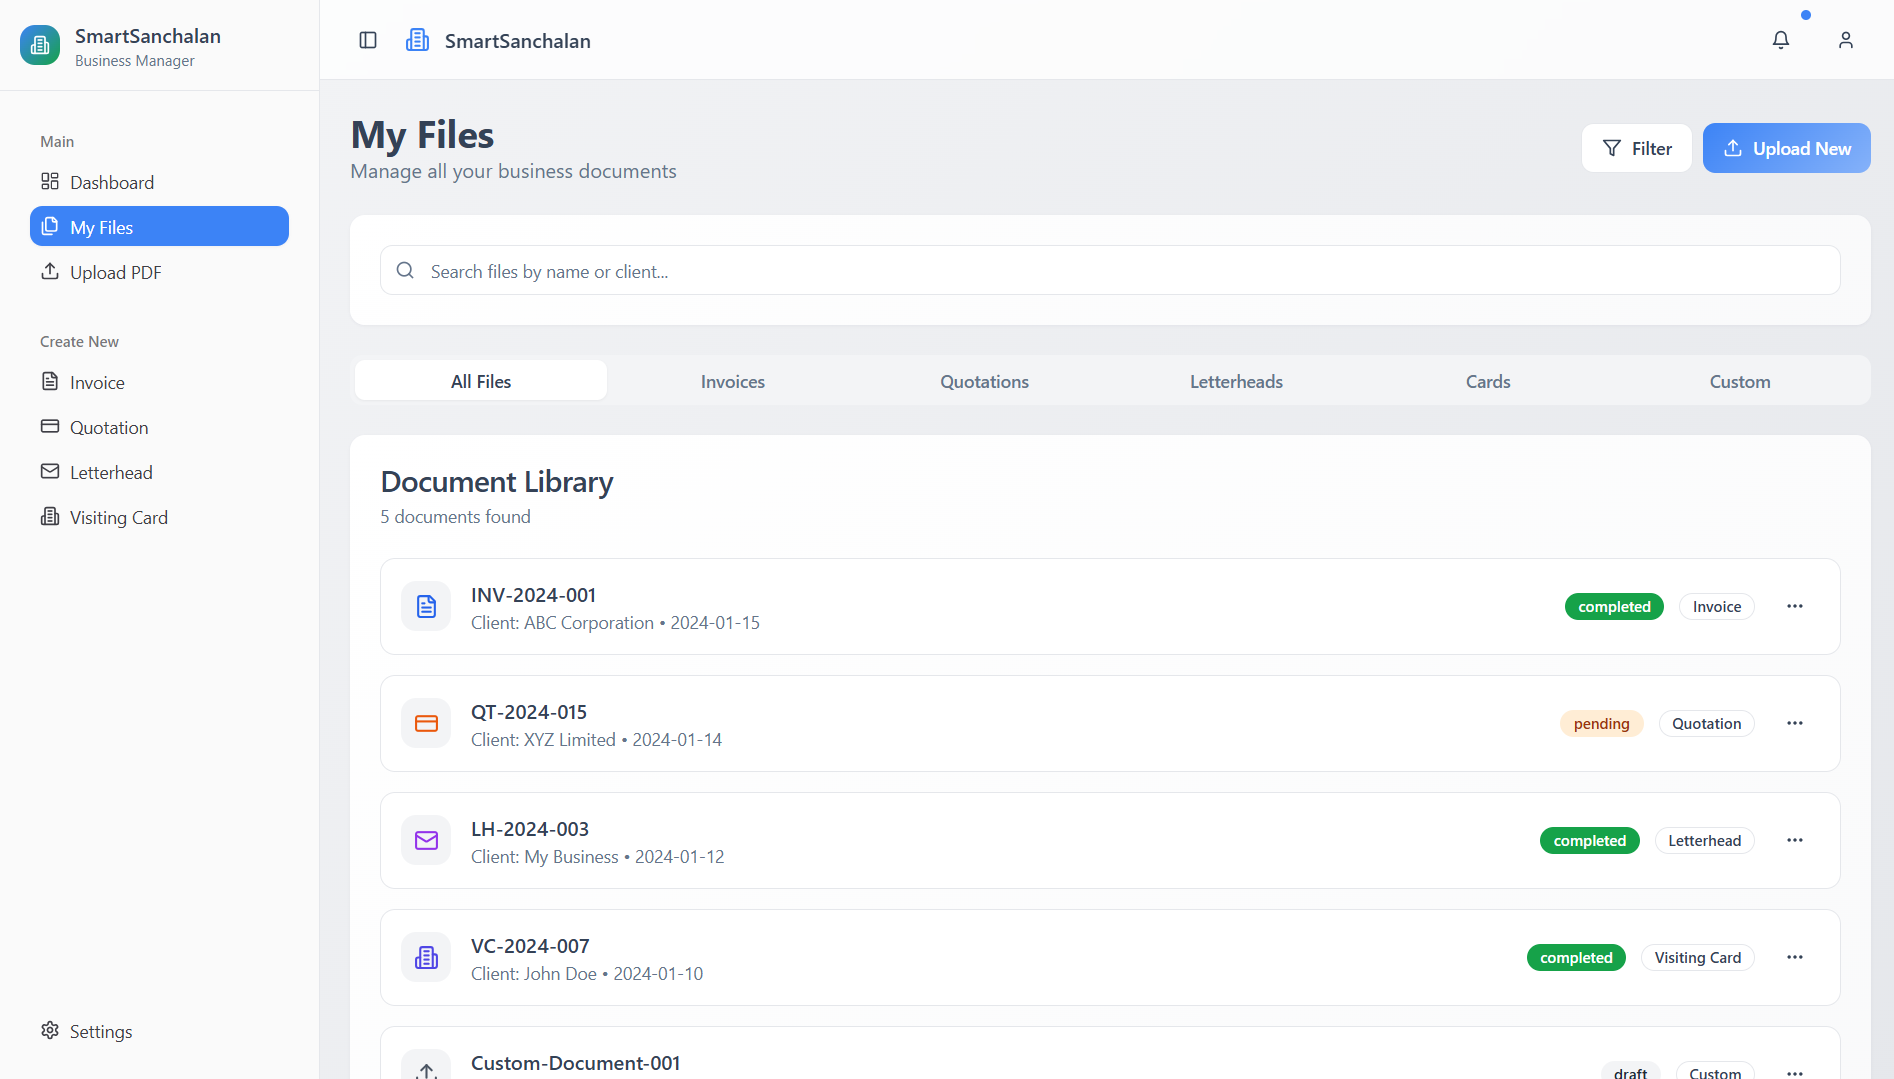 SmartSanchalan
Business Manager
Main
Dashboard
My Files
Upload PDF
Create New
Invoice
Quotation
Letterhead
Visiting Card
Settings
SmartSanchalan
My Files
Manage all your business documents
Filter
Upload New
Search files by name or client...
All Files
Invoices
Quotations
Letterheads
Cards
Custom
Document Library
5 documents found
INV-2024-001
Client: ABC Corporation • 2024-01-15
completed
Invoice
QT-2024-015
Client: XYZ Limited • 2024-01-14
pending
Quotation
LH-2024-003
Client: My Business • 2024-01-12
completed
Letterhead
VC-2024-007
Client: John Doe • 2024-01-10
completed
Visiting Card
Custom-Document-001
draft
Custom